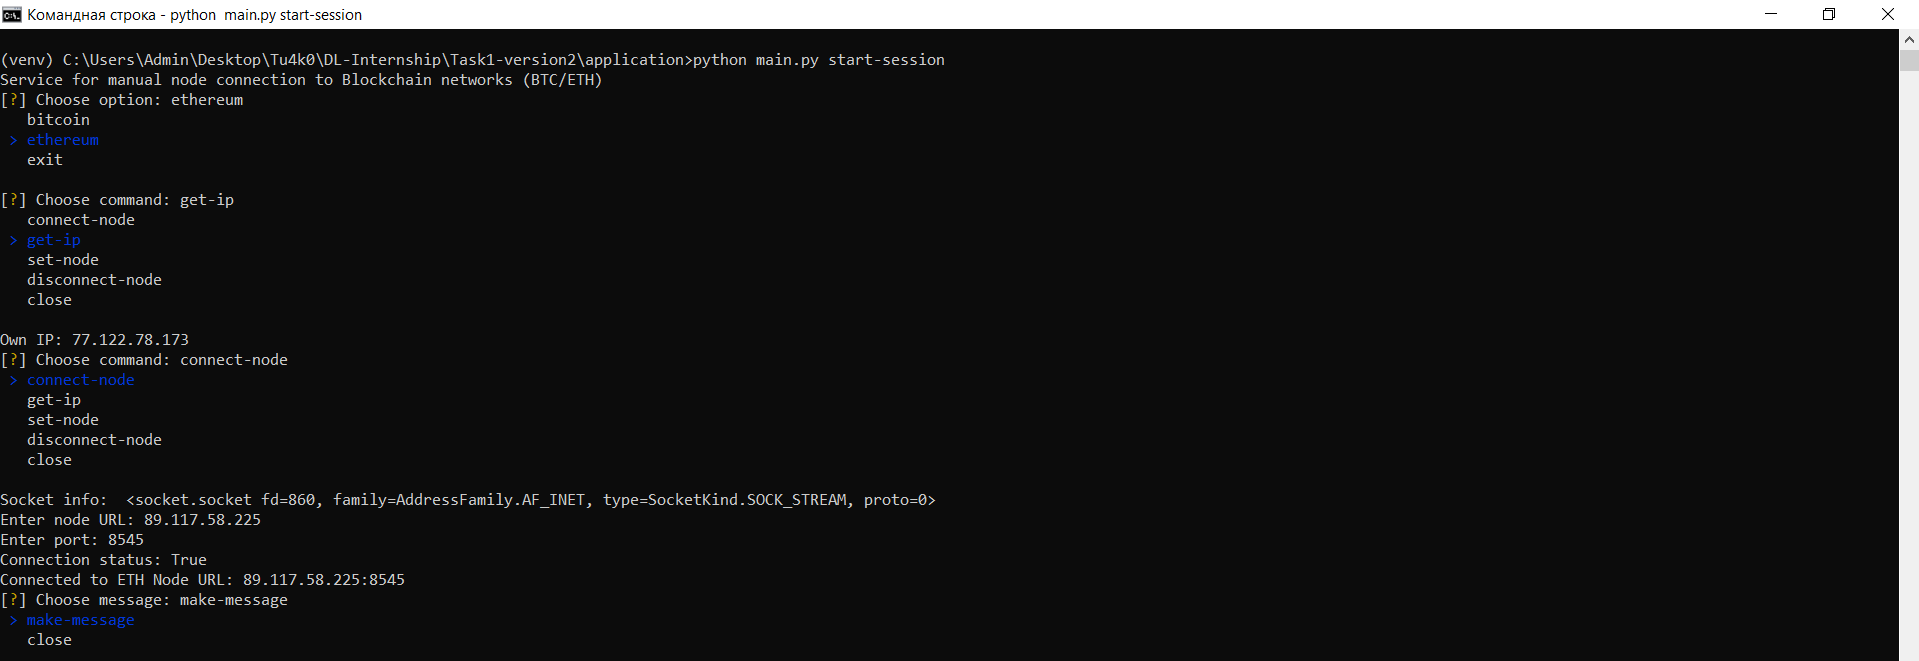 Командная строка - python  main.py start-session
(venv) C:\Users\Admin\Desktop\Tu4k0\DL-Internship\Task1-version2\application>python main.py start-session
Service for manual node connection to Blockchain networks (BTC/ETH)
[?] Choose option: ethereum
   bitcoin
 > ethereum
   exit
[?] Choose command: get-ip
   connect-node
 > get-ip
   set-node
   disconnect-node
   close
Own IP: 77.122.78.173
[?] Choose command: connect-node
 > connect-node
   get-ip
   set-node
   disconnect-node
   close
Socket info:  <socket.socket fd=860, family=AddressFamily.AF_INET, type=SocketKind.SOCK_STREAM, proto=0>
Enter node URL: 89.117.58.225
Enter port: 8545
Connection status: True
Connected to ETH Node URL: 89.117.58.225:8545
[?] Choose message: make-message
 > make-message
   close